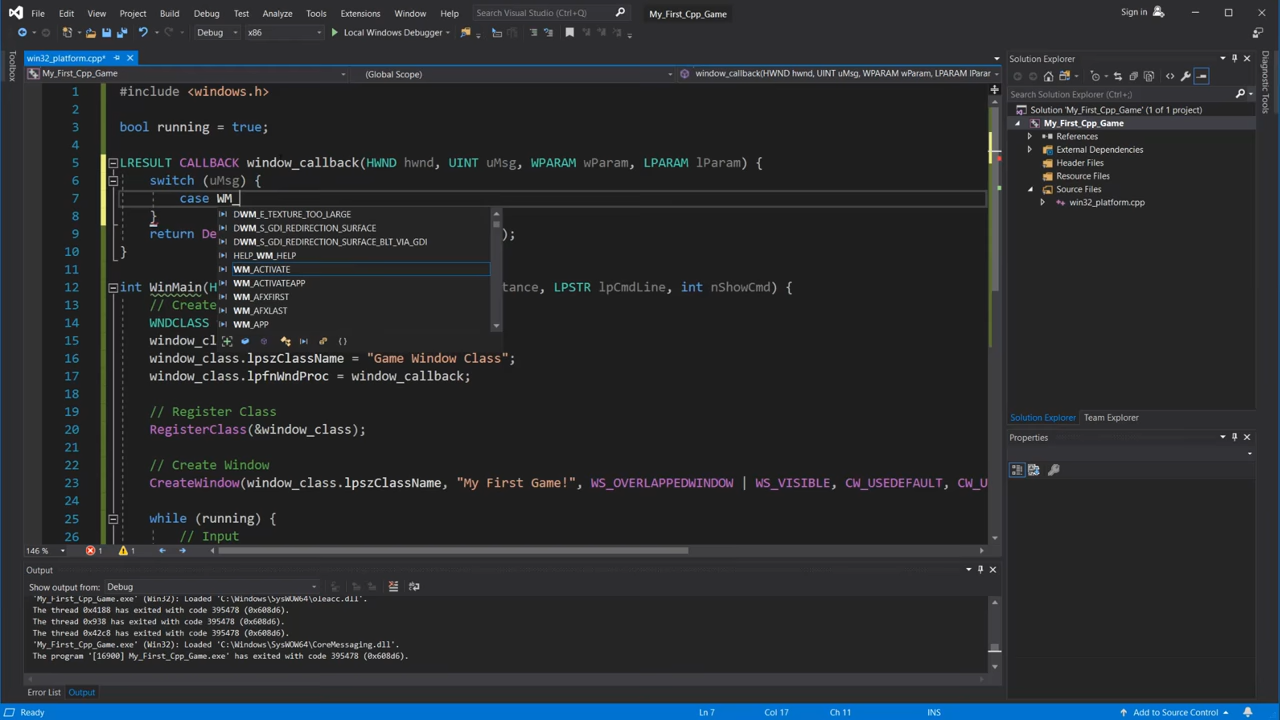 File Edit View Git Project Build Debug Test Analyze Tools Extensions Window Help Search Visual Studio (Ctrl+Q) My_First_Cpp_Game Sign in
Debug x86 Local Windows Debugger
Toolbox
win32_platform.cpp*
My_First_Cpp_Game (Global Scope) window_callback(HWND hwnd, UINT uMsg, WPARAM wParam, LPARAM lParam)
1 #include <windows.h>
2
3 bool running = true;
4
5 LRESULT CALLBACK window_callback(HWND hwnd, UINT uMsg, WPARAM wParam, LPARAM lParam) {
6 switch (uMsg) {
7 case WM_
8 }
9 return De );
10 }
11
12 int WinMain(H tance, LPSTR lpCmdLine, int nShowCmd) {
13 // Create
14 WNDCLASS
15 window_cl
16 window_class.lpszClassName = "Game Window Class";
17 window_class.lpfnWndProc = window_callback;
18
19 // Register Class
20 RegisterClass(&window_class);
21
22 // Create Window
23 CreateWindow(window_class.lpszClassName, "My First Game!", WS_OVERLAPPEDWINDOW | WS_VISIBLE, CW_USEDEFAULT, CW_U
24
25 while (running) {
26 // Input
DWM_E_TEXTURE_TOO_LARGE
DWM_S_GDI_REDIRECTION_SURFACE
DWM_S_GDI_REDIRECTION_SURFACE_BLT_VIA_GDI
HELP_WM_HELP
WM_ACTIVATE
WM_ACTIVATEAPP
WM_AFXFIRST
WM_AFXLAST
WM_APP
146 % 1 1
Output
Show output from: Debug
'My_First_Cpp_Game.exe' (Win32): Loaded 'C:\Windows\SysWOW64\oleacc.dll'.
The thread 0x4188 has exited with code 395478 (0x608d6).
The thread 0x938 has exited with code 395478 (0x608d6).
The thread 0x42c8 has exited with code 395478 (0x608d6).
'My_First_Cpp_Game.exe' (Win32): Loaded 'C:\Windows\SysWOW64\CoreMessaging.dll'.
The program '[16900] My_First_Cpp_Game.exe' has exited with code 395478 (0x608d6).
Error List Output
Ready Ln 7 Col 17 Ch 11 INS Add to Source Control
Solution Explorer
Search Solution Explorer (Ctrl+;)
Solution 'My_First_Cpp_Game' (1 of 1 project)
My_First_Cpp_Game
References
External Dependencies
Header Files
Resource Files
Source Files
win32_platform.cpp
Solution Explorer Team Explorer
Properties
Diagnostic Tools